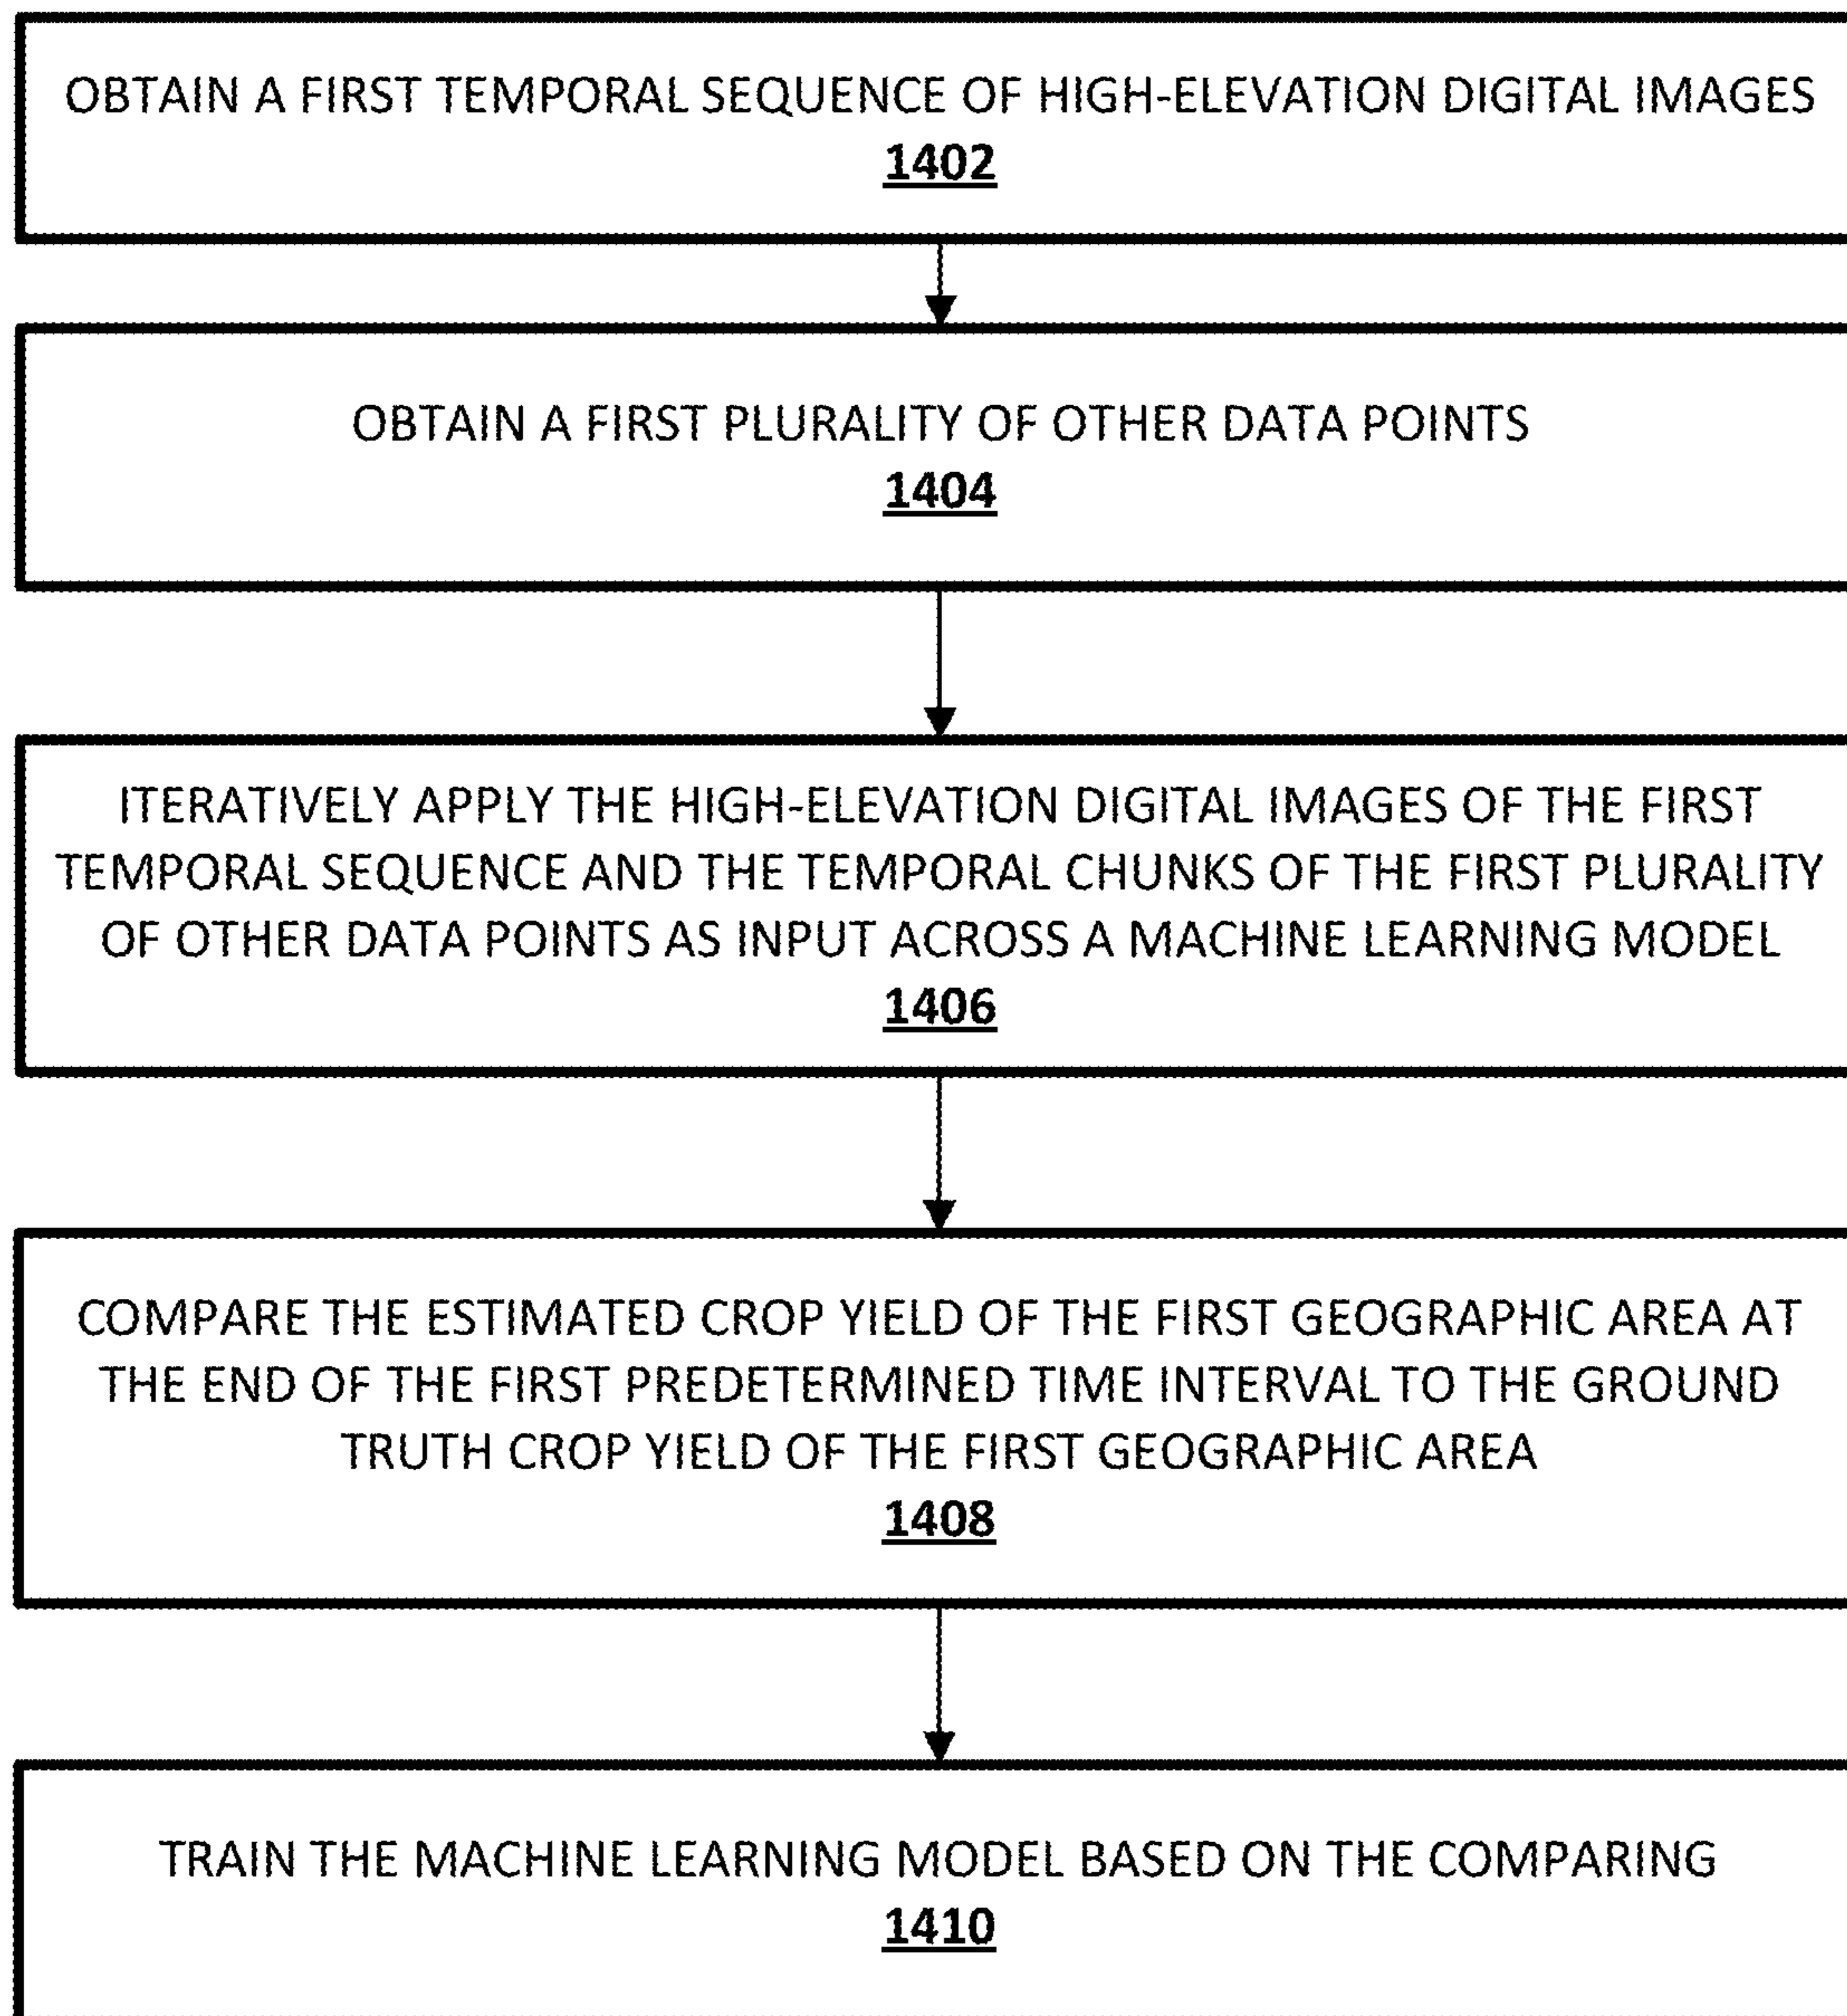 OBTAIN A FIRST TEMPORAL SEQUENCE OF HIGH-ELEVATION DIGITAL IMAGES
1402
OBTAIN A FIRST PLURALITY OF OTHER DATA POINTS
1404
ITERATIVELY APPLY THE HIGH-ELEVATION DIGITAL IMAGES OF THE FIRST
TEMPORAL SEQUENCE AND THE TEMPORAL CHUNKS OF THE FIRST PLURALITY
OF OTHER DATA POINTS AS INPUT ACROSS A MACHINE LEARNING MODEL
1406
COMPARE THE ESTIMATED CROP YIELD OF THE FIRST GEOGRAPHIC AREA AT
THE END OF THE FIRST PREDETERMINED TIME INTERVAL TO THE GROUND
TRUTH CROP YIELD OF THE FIRST GEOGRAPHIC AREA
1408
TRAIN THE MACHINE LEARNING MODEL BASED ON THE COMPARING
1410